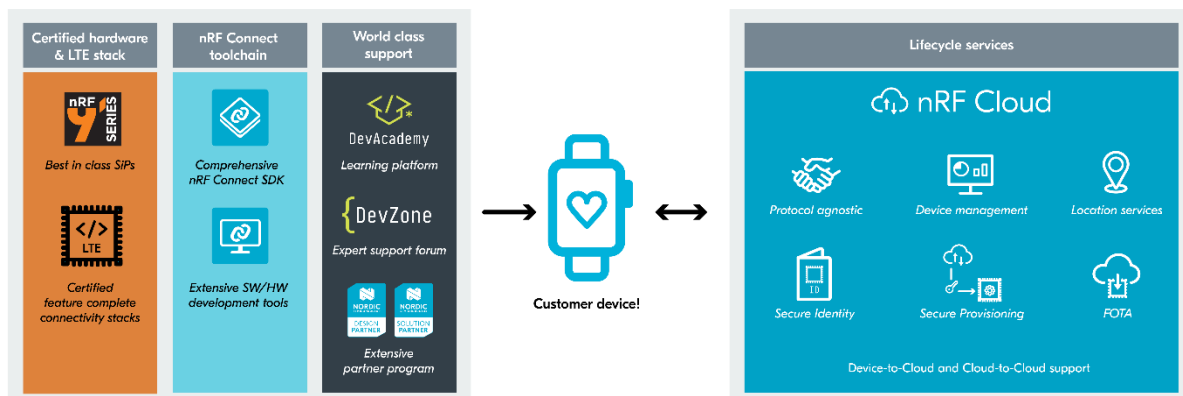 Certified hardware
& LTE stack
nRF
9
SERIES
Best in class SiPs
</>
LTE
Certified
feature complete
connectivity stacks
nRF Connect
toolchain
Comprehensive
nRF Connect SDK
Extensive SW/HW
development tools
World class
support
</>*
DevAcademy
Learning platform
{DevZone
Expert support forum
NORDIC
DESIGN
PARTNER
NORDIC
SOLUTION
PARTNER
Extensive
partner program
Customer device!
Lifecycle services
nRF Cloud
Protocol agnostic
Device management
Location services
ID
Secure Identity
Secure Provisioning
FOTA
Device-to-Cloud and Cloud-to-Cloud support